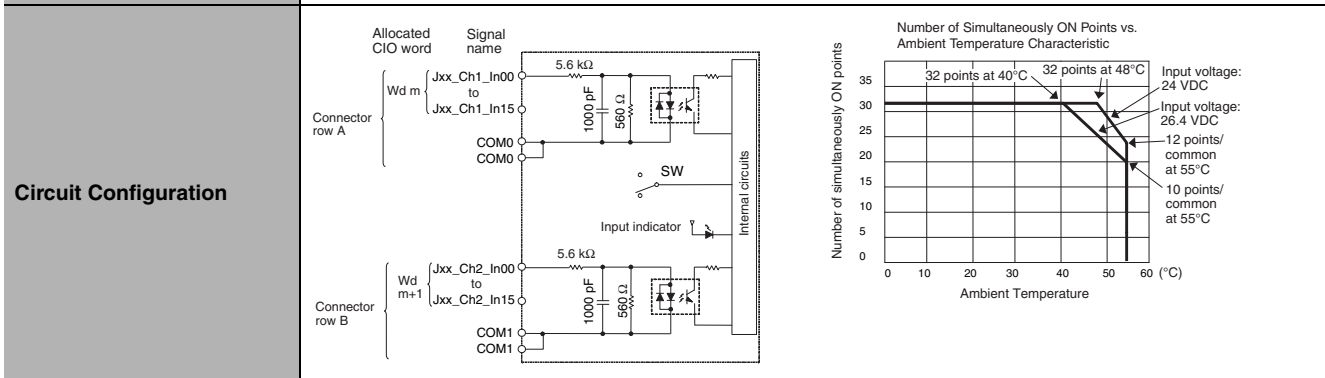 Circuit Configuration
Allocated
CIO word
Signal
name
Connector
row A
Wd m
Jxx_Ch1_In00
to
Jxx_Ch1_In15
COM0
COM0
5.6 kΩ
1000 pF
560 Ω
SW
Input indicator
Internal circuits
Connector
row B
Wd
m+1
Jxx_Ch2_In00
to
Jxx_Ch2_In15
COM1
COM1
5.6 kΩ
1000 pF
560 Ω
Number of Simultaneously ON Points vs.
Ambient Temperature Characteristic
Number of simultaneously ON points
35
30
25
20
15
10
5
0
32 points at 40°C
32 points at 48°C
Input voltage:
24 VDC
Input voltage:
26.4 VDC
12 points/
common
at 55°C
10 points/
common
at 55°C
0 10 20 30 40 50 60 (°C)
Ambient Temperature